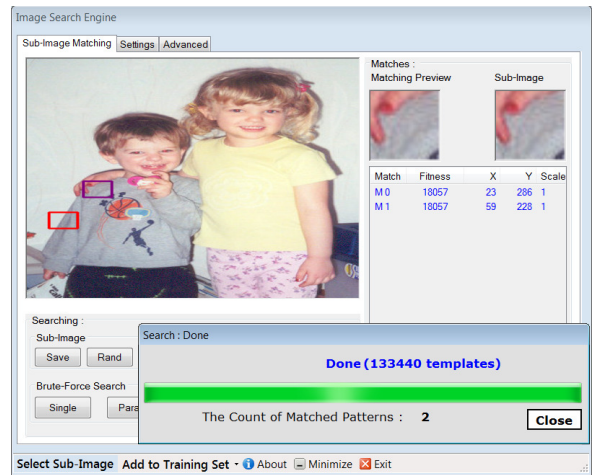 Image Search Engine
Sub-Image Matching Settings Advanced
Matches :
Matching Preview Sub-Image
Match Fitness X Y Scale
M 0 18057 23 286 1
M 1 18057 59 228 1
Searching :
Sub-Image
Save Rand
Brute-Force Search
Single Para
Search : Done
Done (133440 templates)
The Count of Matched Patterns : 2
Close
Select Sub-Image Add to Training Set About Minimize Exit